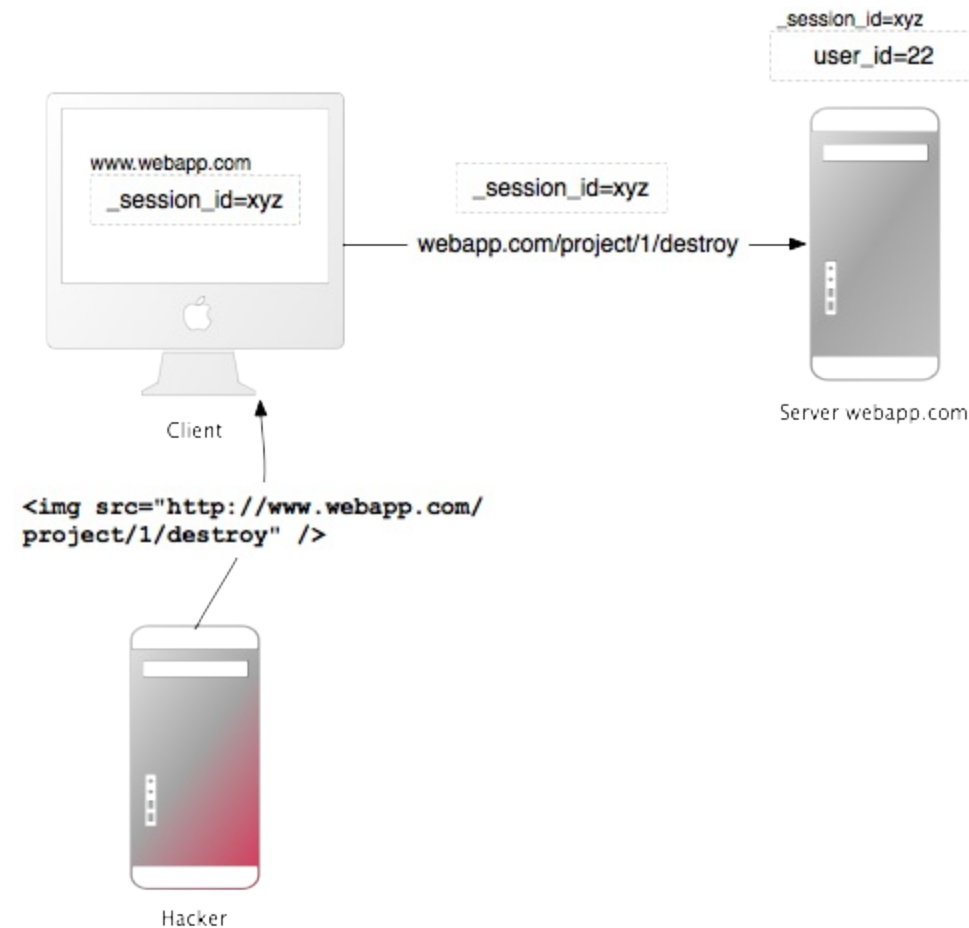 _session_id=xyz
user_id=22
www.webapp.com
_session_id=xyz
_session_id=xyz
webapp.com/project/1/destroy
Server webapp.com
Client
<img src="http://www.webapp.com/
project/1/destroy" />
Hacker